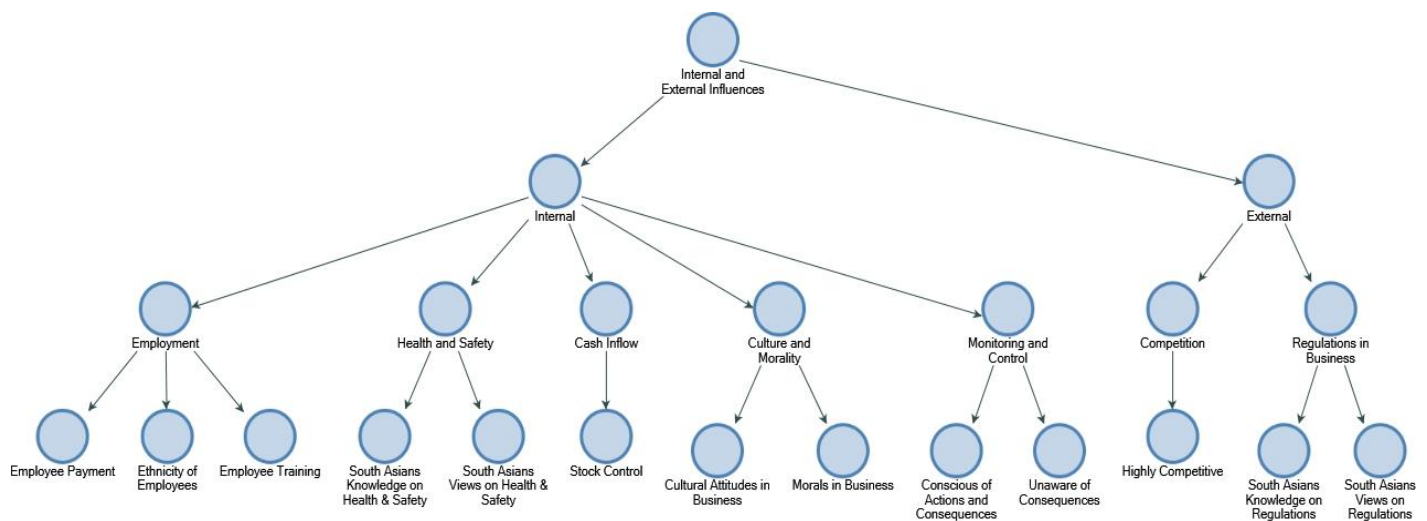 Internal and
External Influences
Internal
External
Employment
Health and Safety
Cash Inflow
Culture and
Morality
Monitoring and
Control
Competition
Regulations in
Business
Employee Payment
Ethnicity of
Employees
Employee Training
South Asians
Knowledge on
Health & Safety
South Asians
Views on Health &
Safety
Stock Control
Cultural Attitudes in
Business
Morals in Business
Conscious of
Actions and
Consequences
Unaware of
Consequences
Highly Competitive
South Asians
Knowledge on
Regulations
South Asians
Views on
Regulations